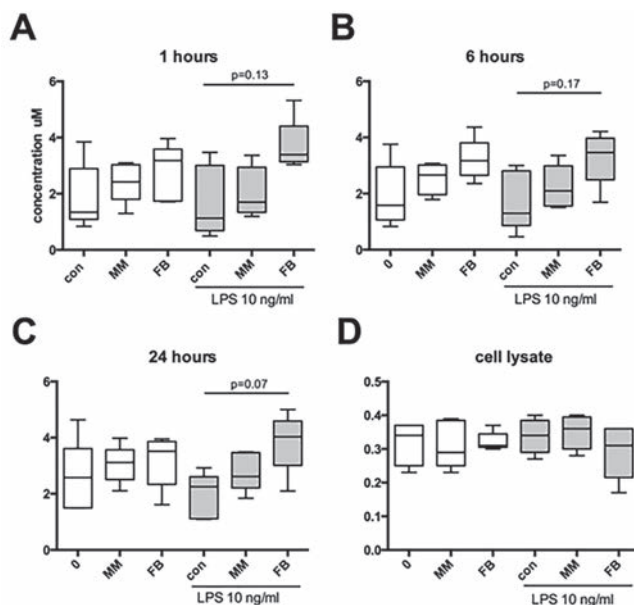 A
1 hours
p=0.13
concentration uM
6
4
2
0
con
MM
FB
con
MM
FB
LPS 10 ng/ml
B
6 hours
p=0.17
6
4
2
0
0
MM
FB
con
MM
FB
LPS 10 ng/ml
C
24 hours
p=0.07
6
4
2
0
0
MM
FB
con
MM
FB
LPS 10 ng/ml
D
cell lysate
0.5
0.4
0.3
0.2
0.1
0.0
0
MM
FB
con
MM
FB
LPS 10 ng/ml